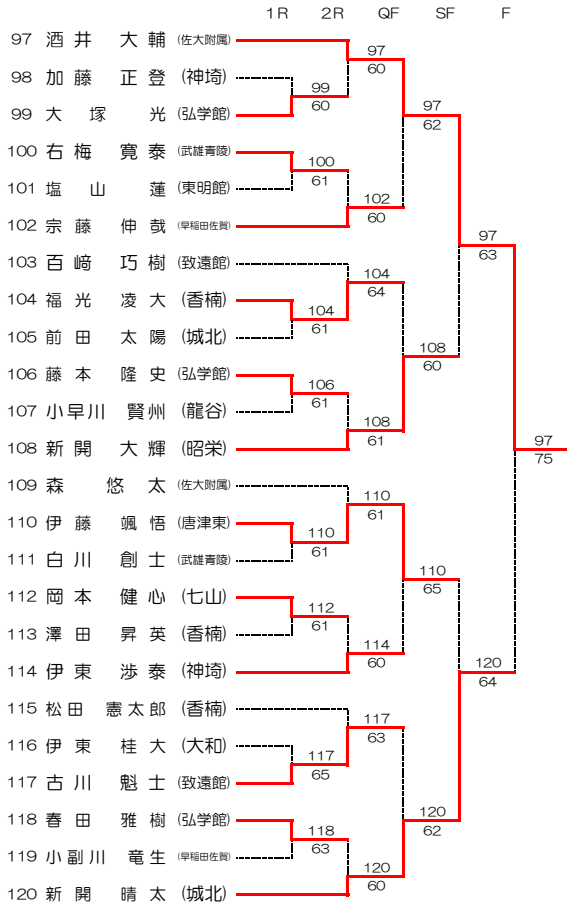 1R 2R QF SF F
97 酒井 大輔 (佐大附属)
97
60
98 加藤 正登 (神埼)
99
60
97
62
99 大塚 光 (弘学館)
100 右梅 寛泰 (武雄青陵)
100
61
101 塩山 蓮 (東明館)
102
60
102 宗藤 伸哉 (早稲田佐賀)
97
63
103 百﨑 巧樹 (致遠館)
104
64
104 福光 凌大 (香楠)
104
61
105 前田 太陽 (城北)
108
60
106 藤本 隆史 (弘学館)
106
61
107 小早川 賢州 (龍谷)
108
61
108 新開 大輝 (昭栄)
97
75
109 森 悠太 (佐大附属)
110
61
110 伊藤 颯悟 (唐津東)
110
61
111 白川 創士 (武雄青陵)
110
65
112 岡本 健心 (七山)
112
61
113 澤田 昇英 (香楠)
114
60
114 伊東 渉泰 (神埼)
120
64
115 松田 憲太郎 (香楠)
117
63
116 伊東 桂大 (大和)
117
65
117 古川 魁士 (致遠館)
118 春田 雅樹 (弘学館)
120
62
118
63
119 小副川 竜生 (早稲田佐賀)
120
60
120 新開 晴太 (城北)